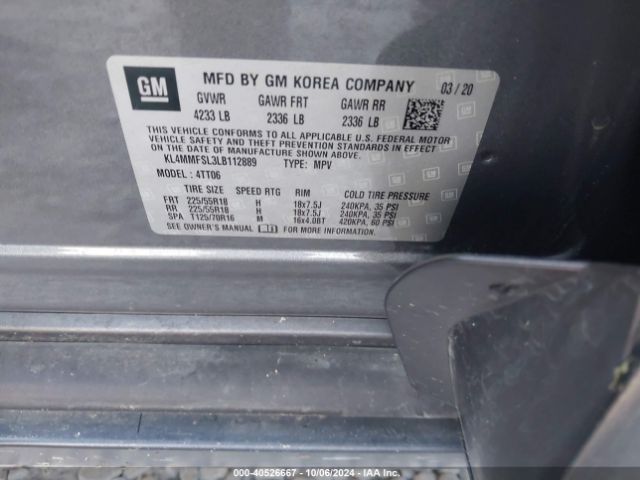 GM MFD BY GM KOREA COMPANY 03/20
GVWR GAWR FRT GAWR RR
4233 LB 2336 LB 2336 LB
THIS VEHICLE CONFORMS TO ALL APPLICABLE U.S. FEDERAL MOTOR
VEHICLE SAFETY AND THEFT PREVENTION STANDARDS IN EFFECT
ON THE DATE OF MANUFACTURE SHOWN ABOVE.
KL4MMFSL3LB112889 TYPE: MPV
MODEL: 4TT06
TIRE SIZE SPEED RTG RIM COLD TIRE PRESSURE
FRT 225/55R18 H 18x7.5J 240KPA, 35 PSI
RR 225/55R18 H 18x7.5J 240KPA, 35 PSI
SPA T125/70R16 M 16x4.0BT 420KPA, 60 PSI
SEE OWNER'S MANUAL FOR MORE INFORMATION.
000-40526667 - 10/06/2024 - IAA Inc.